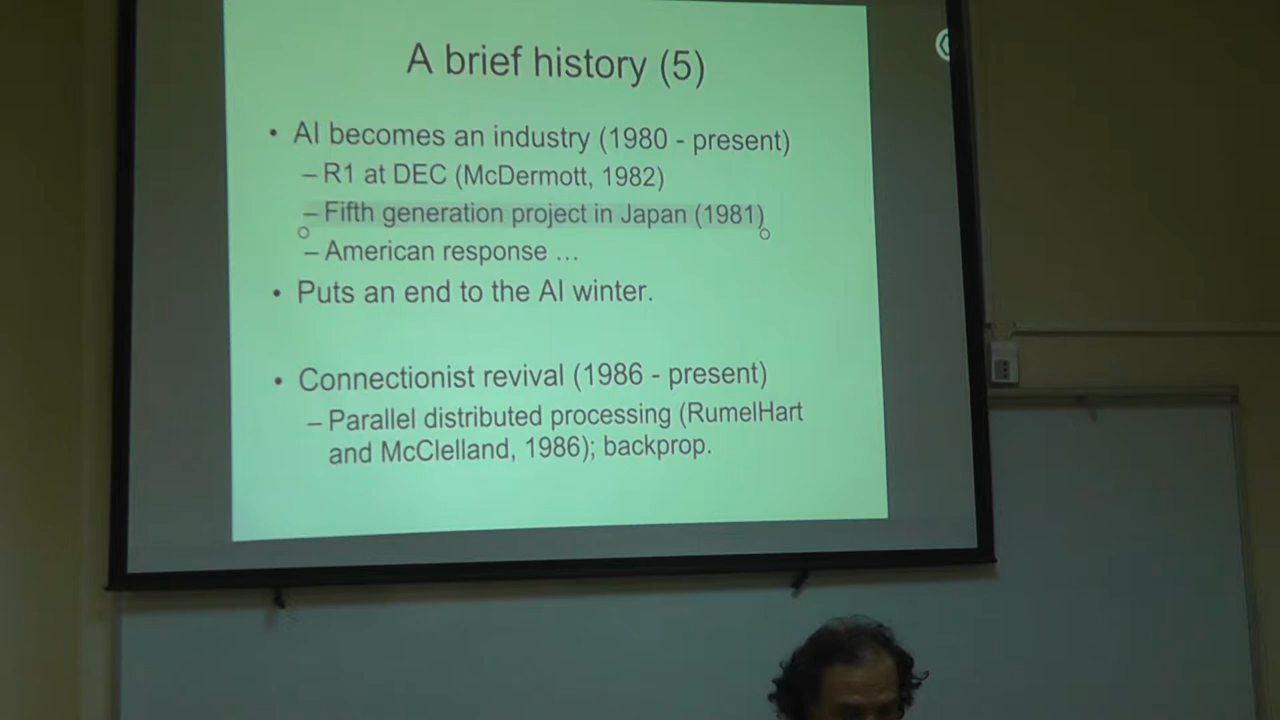 A brief history (5)
• AI becomes an industry (1980 - present)
– R1 at DEC (McDermott, 1982)
– Fifth generation project in Japan (1981)
– American response ...
• Puts an end to the AI winter.
• Connectionist revival (1986 - present)
– Parallel distributed processing (RumelHart
and McClelland, 1986); backprop.